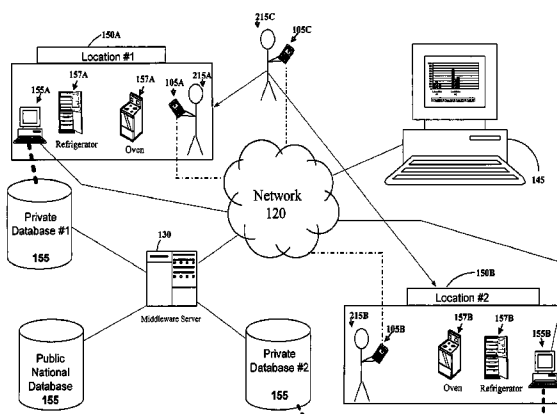 215C
105C
150A
Location #1
155A
157A
157A
105A
215A
Refrigerator
Oven
145
Network
120
Private
Database #1
155
130
Middleware Server
150B
Location #2
215B
105B
157B
157B
155B
Oven
Refrigerator
Public
National
Database
155
Private
Database #2
155